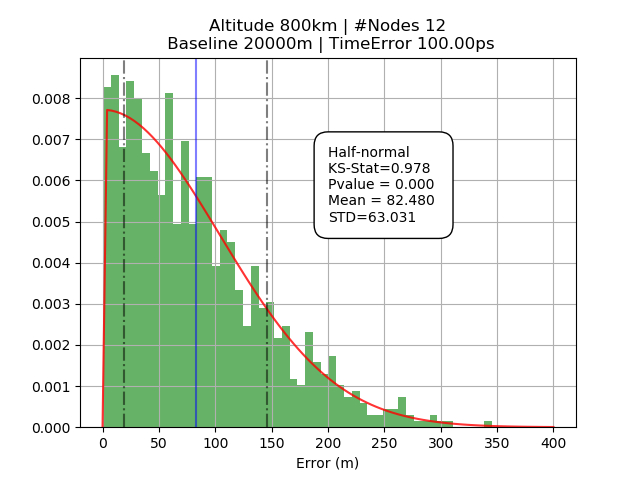 Altitude 800km | #Nodes 12
Baseline 20000m | TimeError 100.00ps
0.008
0.007
0.006
0.005
0.004
0.003
0.002
0.001
0.000
Half-normal
KS-Stat=0.978
Pvalue = 0.000
Mean = 82.480
STD=63.031
0 50 100 150 200 250 300 350 400
Error (m)